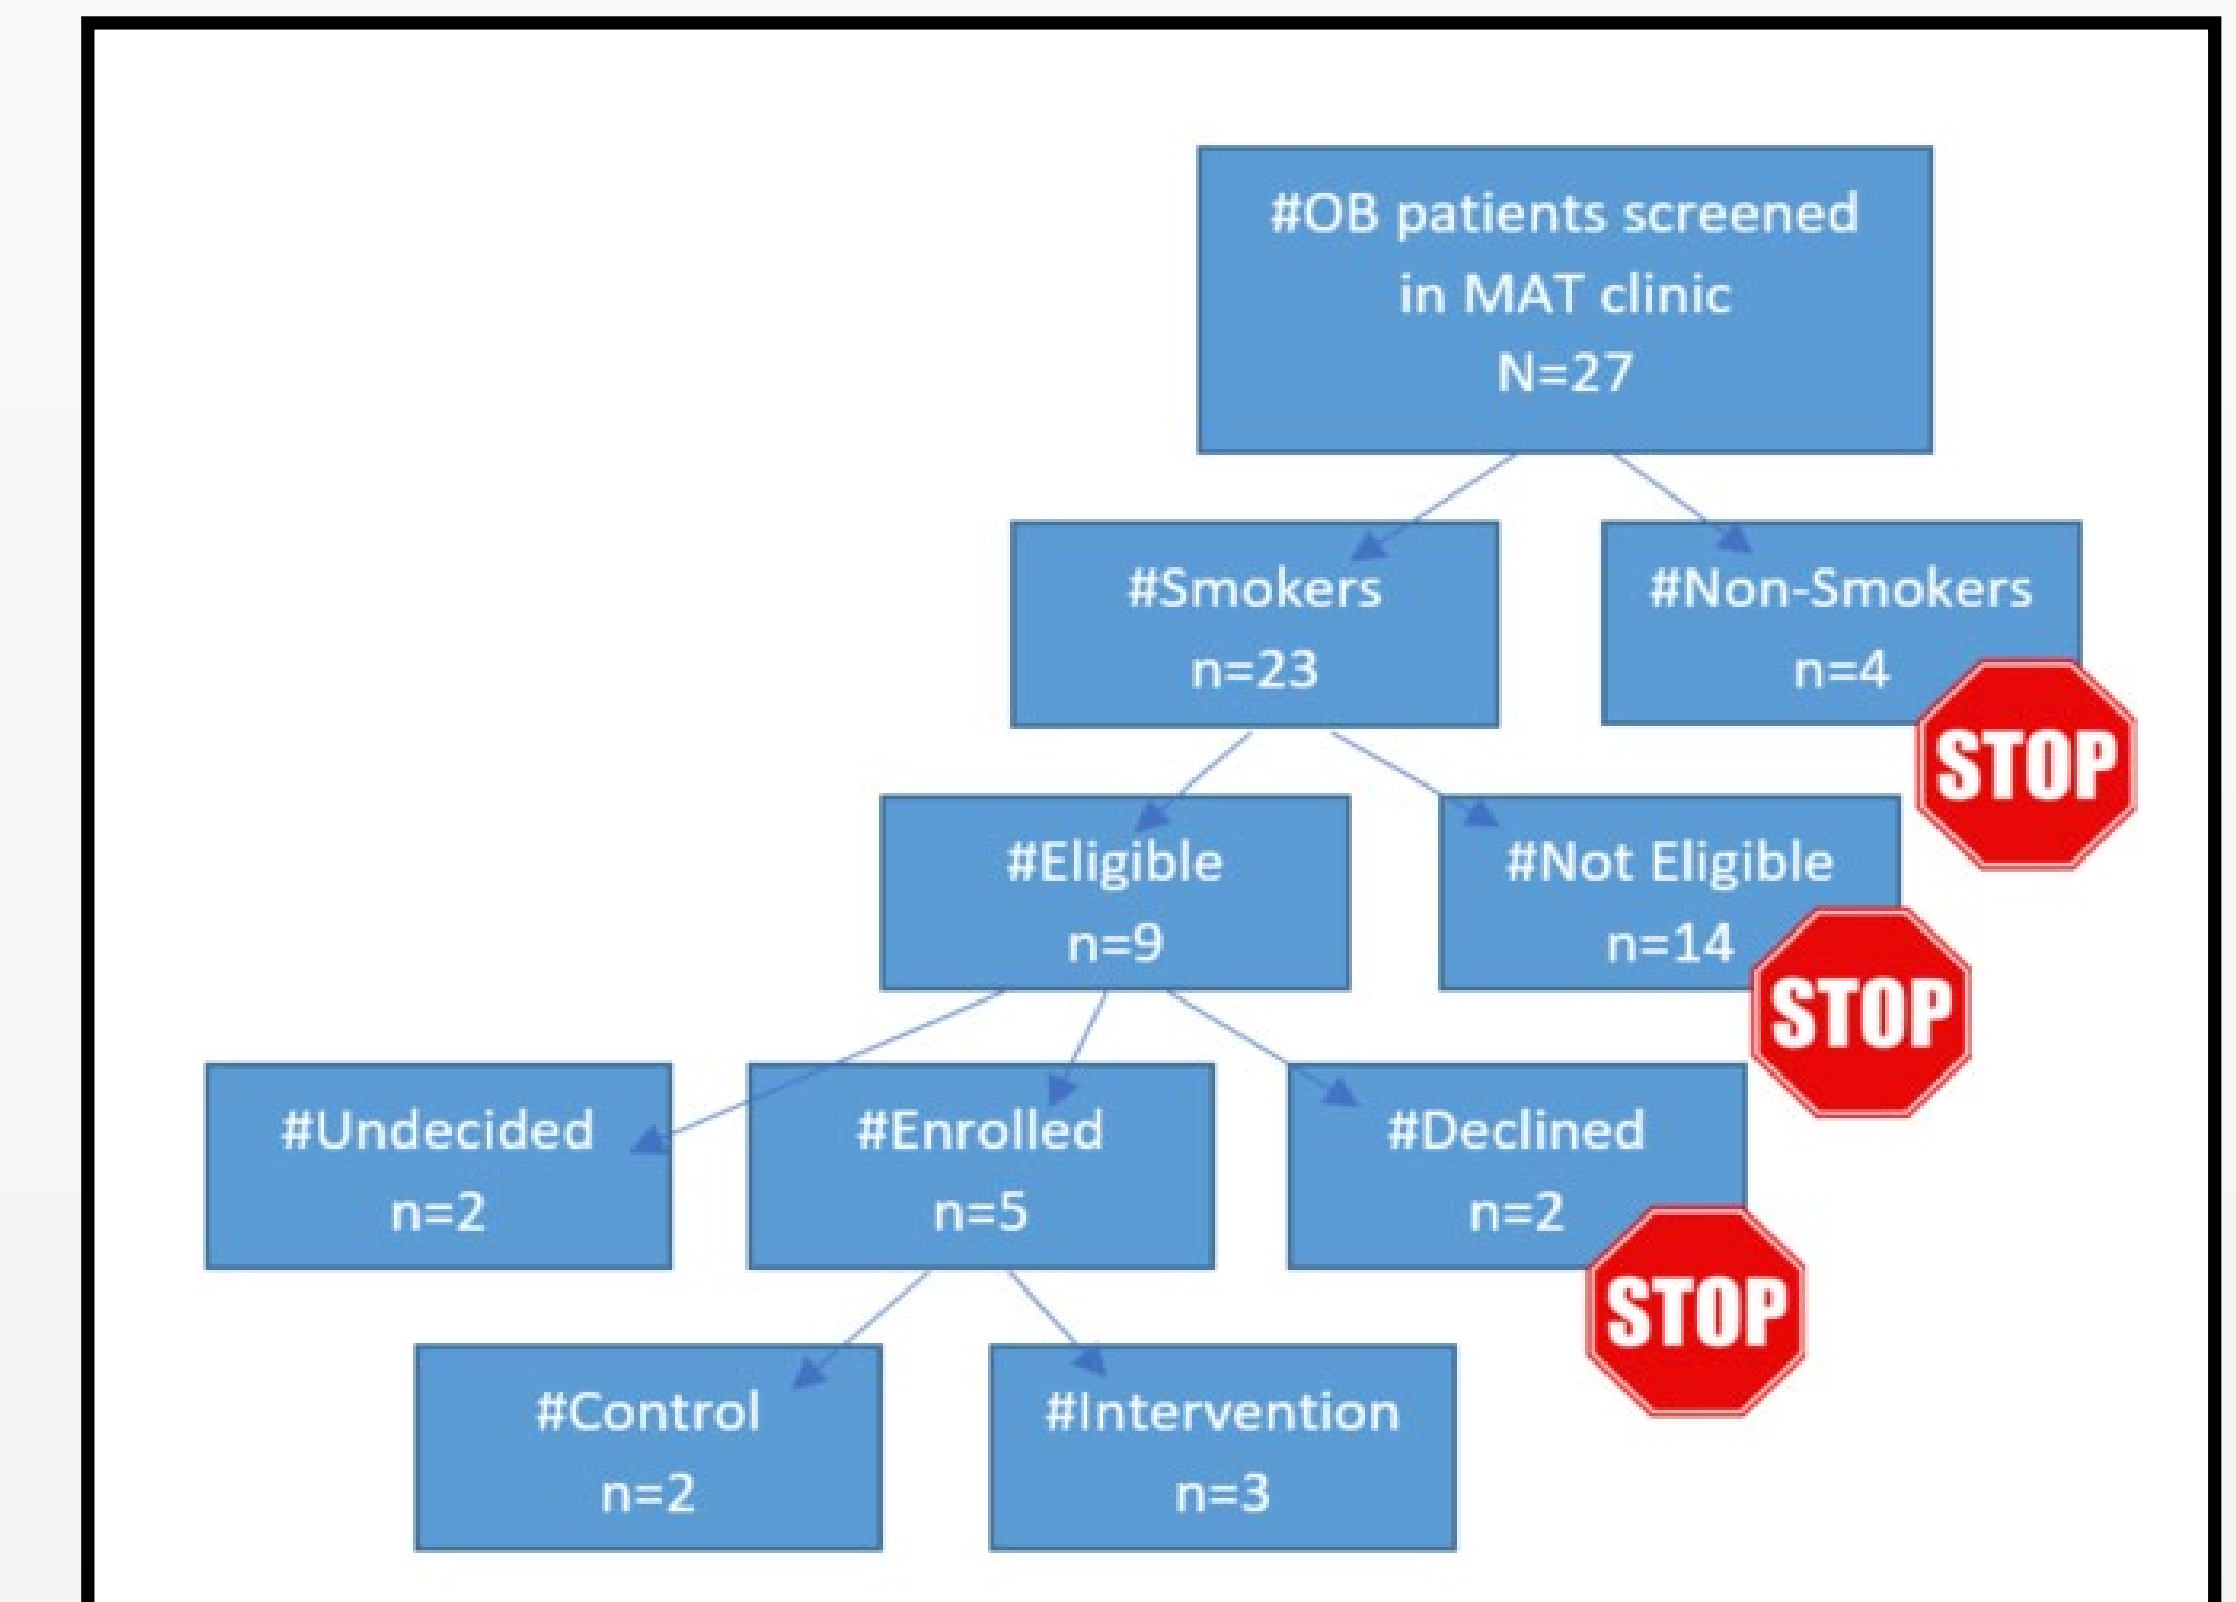 #OB patients screened
in MAT clinic
N=27
#Smokers
n=23
#Non-Smokers
n=4
STOP
#Eligible
n=9
#Not Eligible
n=14
STOP
#Undecided
n=2
#Enrolled
n=5
#Declined
n=2
STOP
#Control
n=2
#Intervention
n=3